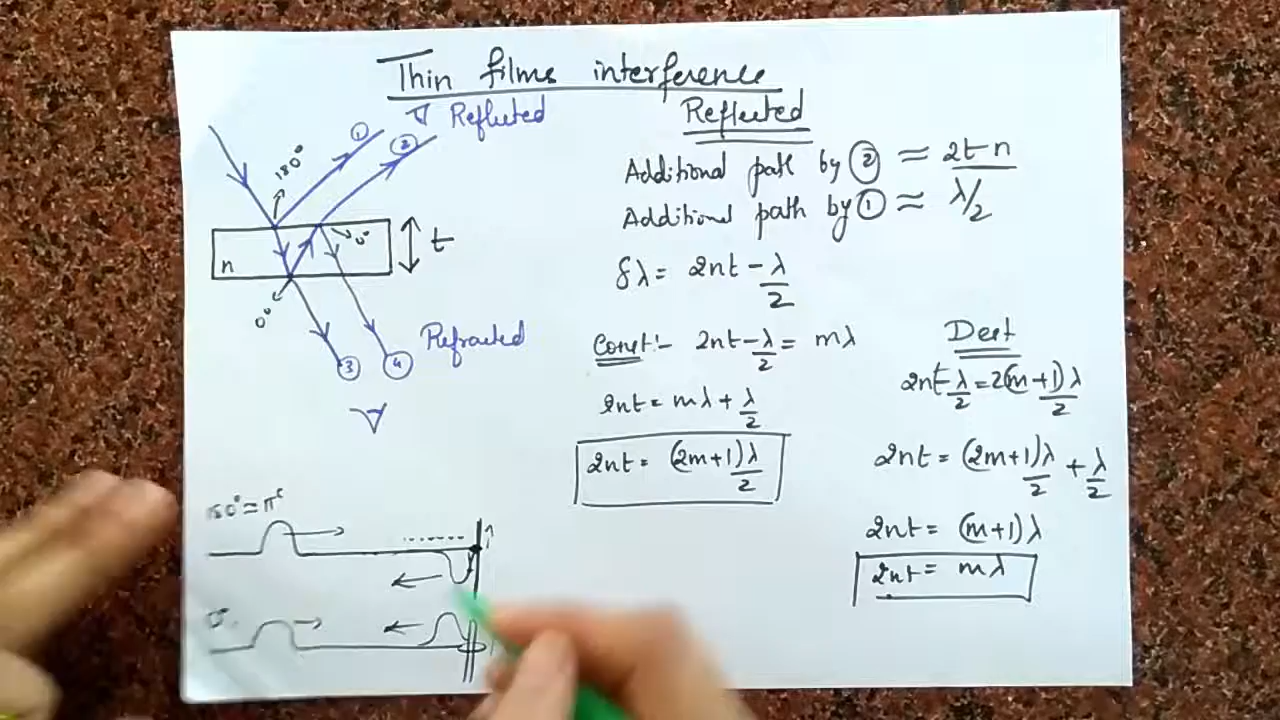 Thin films interference
Reflected
① ②
180°
0°
n
t
0°
Refracted
③ ④
180° = πᶜ
Reflected
Additional path by ② ≈ 2t n
Additional path by ① ≈ λ/2
δλ = 2nt - λ/2
Const:- 2nt - λ/2 = mλ
2nt = mλ + λ/2
2nt = (2m+1)λ/2
Dest
2nt - λ/2 = 2(m+1)λ/2
2nt = (2m+1)λ/2 + λ/2
2nt = (m+1)λ
2nt = mλ